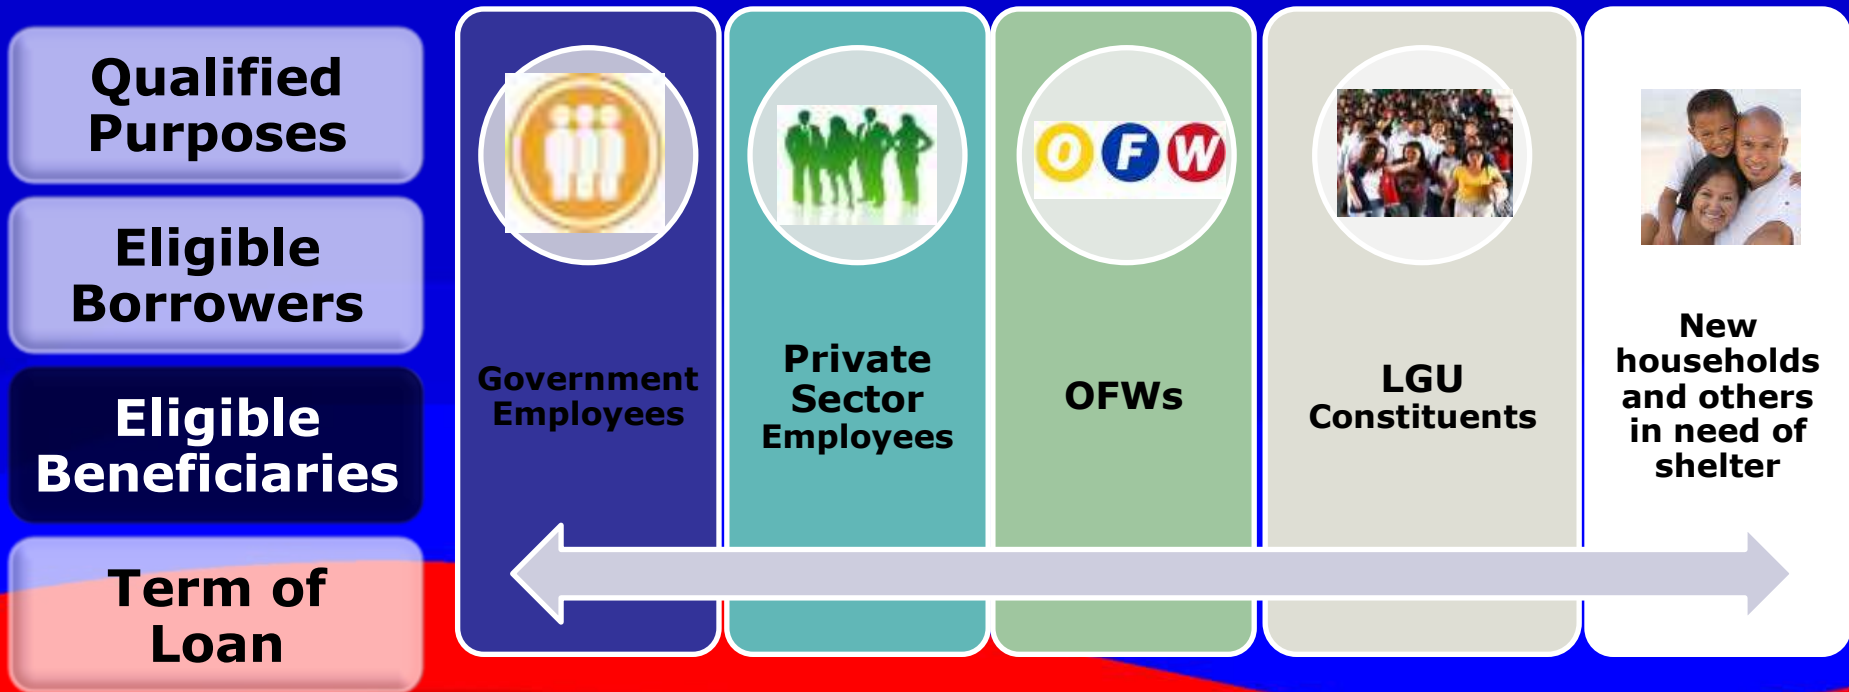 Qualified
Purposes
Eligible
Borrowers
Eligible
Beneficiaries
Term of
Loan
Government
Employees
Private
Sector
Employees
OFW
OFWs
LGU
Constituents
New
households
and others
in need of
shelter